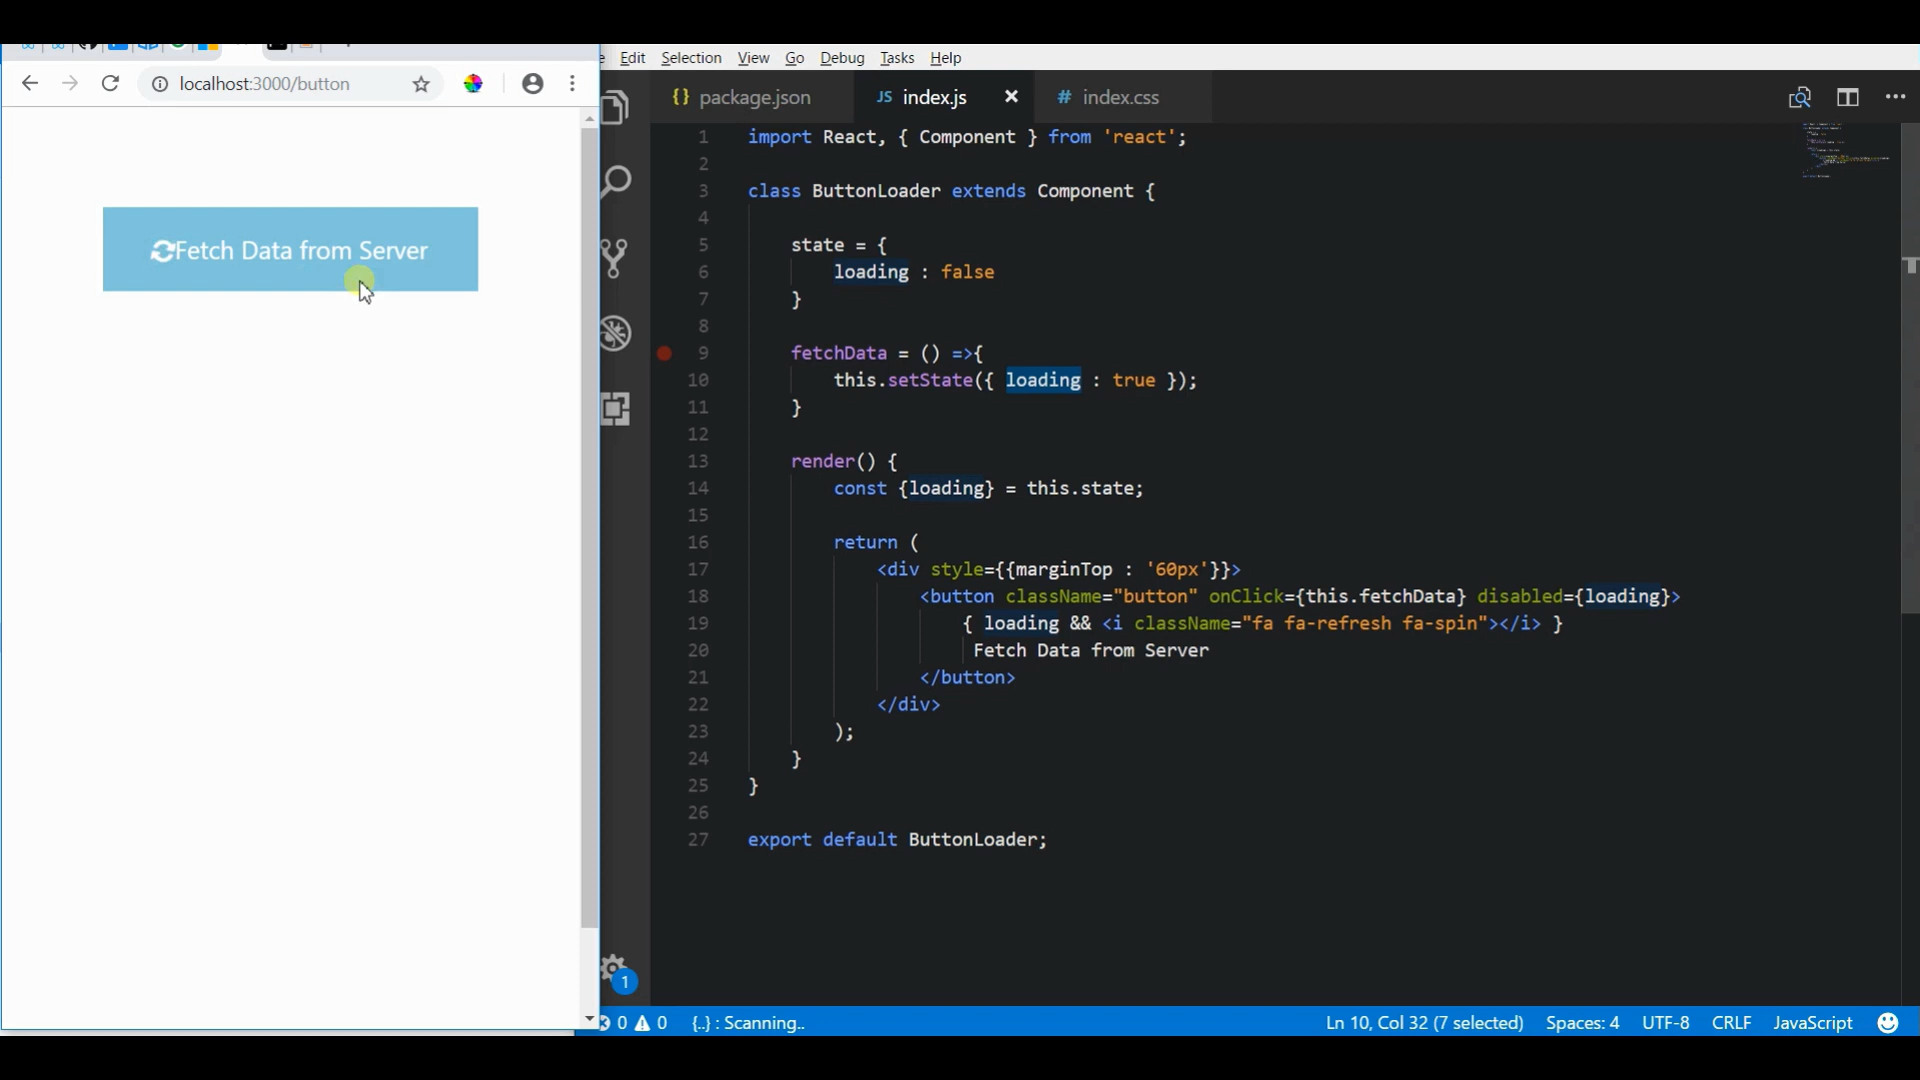 localhost:3000/button
Fetch Data from Server
Edit Selection View Go Debug Tasks Help
{} package.json JS index.js # index.css
1 import React, { Component } from 'react';
2
3 class ButtonLoader extends Component {
4
5 state = {
6 loading : false
7 }
8
9 fetchData = () =>{
10 this.setState({ loading : true });
11 }
12
13 render() {
14 const {loading} = this.state;
15
16 return (
17 <div style={{marginTop : '60px'}}>
18 <button className="button" onClick={this.fetchData} disabled={loading}>
19 { loading && <i className="fa fa-refresh fa-spin"></i> }
20 Fetch Data from Server
21 </button>
22 </div>
23 );
24 }
25 }
26
27 export default ButtonLoader;
1
0 0 {..} : Scanning.. Ln 10, Col 32 (7 selected) Spaces: 4 UTF-8 CRLF JavaScript